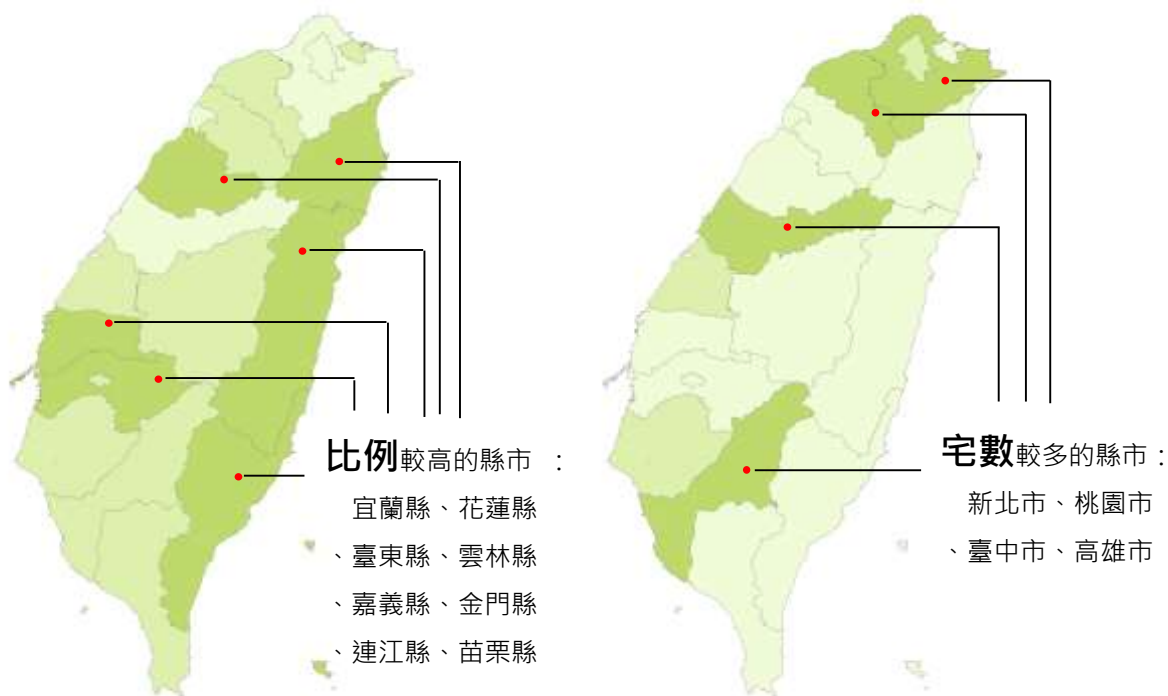 比例較高的縣市 :
宜蘭縣、花蓮縣
、臺東縣、雲林縣
、嘉義縣、金門縣
、連江縣、苗栗縣
宅數較多的縣市 :
新北市、桃園市
、臺中市、高雄市